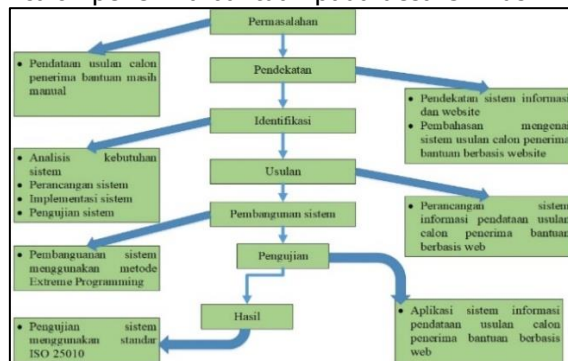 Permasalahan
• Pendataan usulan calon
penerima bantuan masih
manual
Pendekatan
• Pendekatan sistem informasi
dan website
• Pembahasan mengenai
sistem usulan calon penerima
bantuan berbasis website
Identifikasi
• Analisis kebutuhan
sistem
• Perancangan sistem
• Implementasi sistem
• Pengujian sistem
Usulan
• Perancangan sistem
informasi pendataan usulan
calon penerima bantuan
berbasis web
Pembangunan sistem
• Pembanguanan sistem
menggunakan metode
Extreme Programming
Pengujian
• Aplikasi sistem informasi
pendataan usulan calon
penerima bantuan berbasis
web
Hasil
• Pengujian sistem
menggunakan standar
ISO 25010